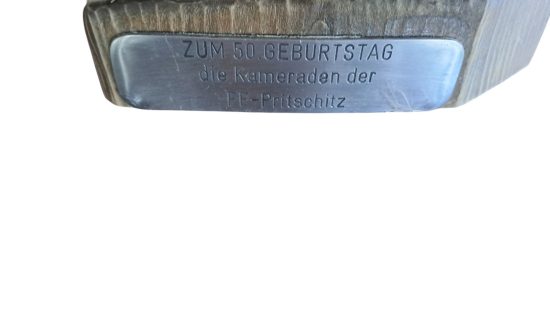 ZUM 50.GEBURTSTAG
die Kameraden der
FF-Pritschitz